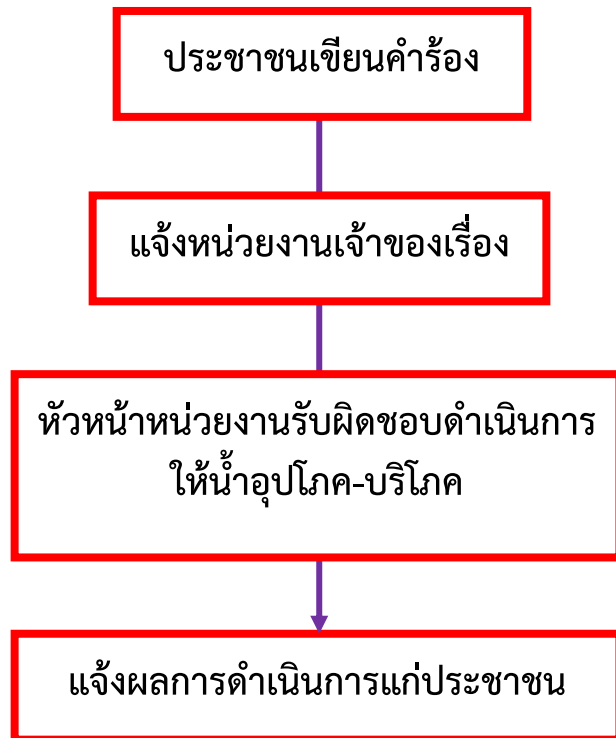 ประชาชนเขียนคำร้อง
แจ้งหน่วยงานเจ้าของเรื่อง
หัวหน้าหน่วยงานรับผิดชอบดำเนินการ
ให้น้ำอุปโภค-บริโภค
แจ้งผลการดำเนินการแก่ประชาชน